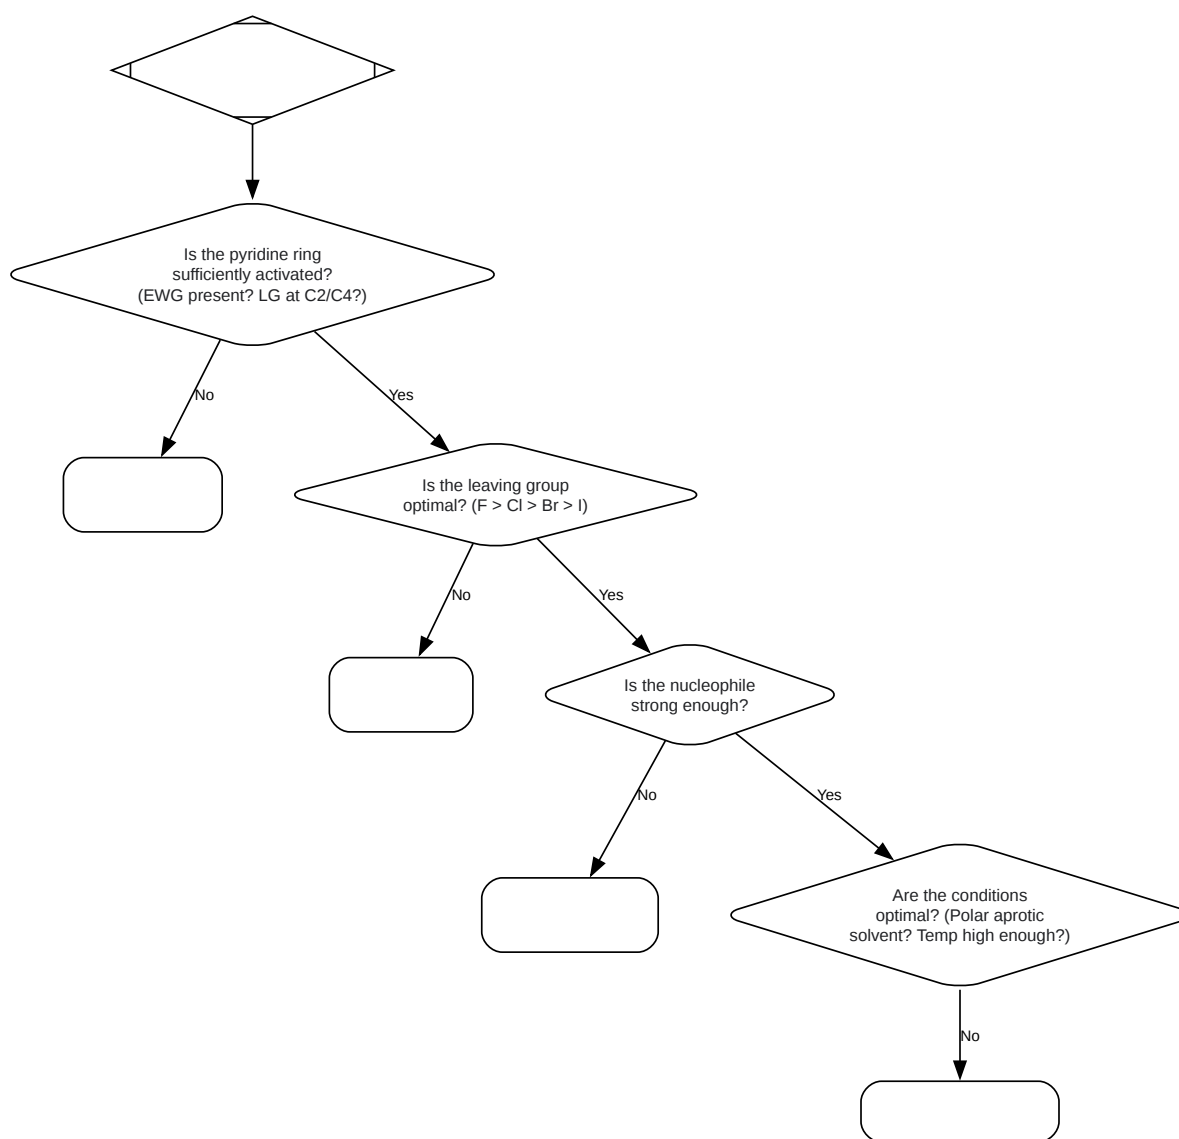 Is the pyridine ring
sufficiently activated?
(EWG present? LG at C2/C4?)
No
Yes
Is the leaving group
optimal? (F > Cl > Br > I)
No
Yes
Is the nucleophile
strong enough?
No
Yes
Are the conditions
optimal? (Polar aprotic
solvent? Temp high enough?)
No